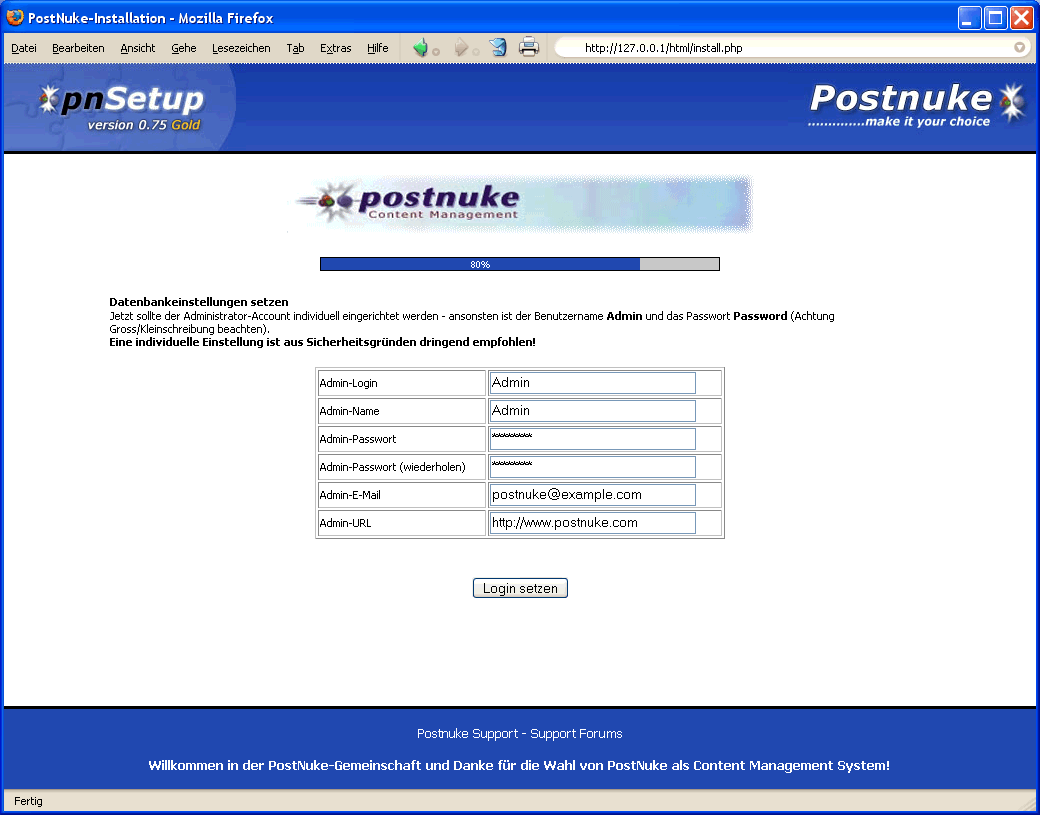 PostNuke-Installation - Mozilla Firefox
Datei Bearbeiten Ansicht Gehe Lesezeichen Tab Extras Hilfe http://127.0.0.1/html/install.php
pnSetup
version 0.75 Gold
Postnuke
..............make it your choice
postnuke
Content Management
80%
Datenbankeinstellungen setzen
Jetzt sollte der Administrator-Account individuell eingerichtet werden - ansonsten ist der Benutzername Admin und das Passwort Password (Achtung
Gross/Kleinschreibung beachten).
Eine individuelle Einstellung ist aus Sicherheitsgründen dringend empfohlen!
Admin-Login Admin
Admin-Name Admin
Admin-Passwort ********
Admin-Passwort (wiederholen) ********
Admin-E-Mail postnuke@example.com
Admin-URL http://www.postnuke.com
Login setzen
Postnuke Support - Support Forums
Willkommen in der PostNuke-Gemeinschaft und Danke für die Wahl von PostNuke als Content Management System!
Fertig